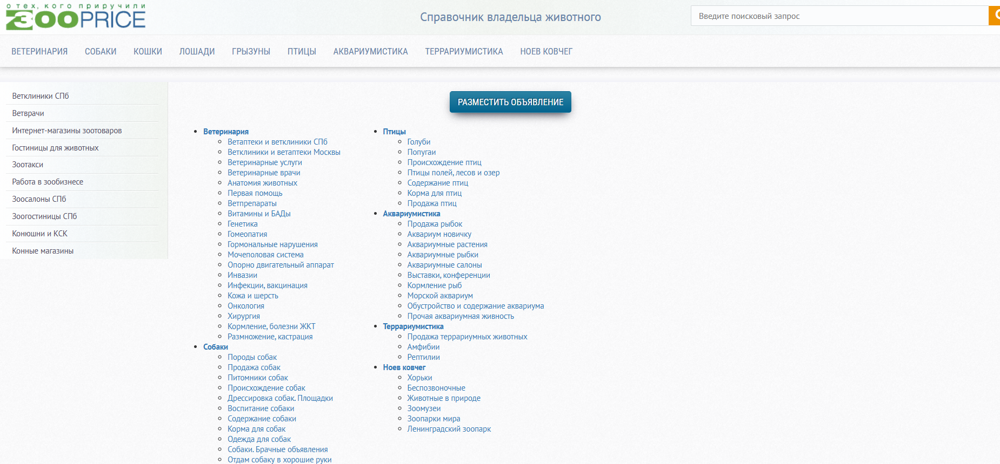 о тех, кого приручили
ЗООPRICE
Справочник владельца животного
Введите поисковый запрос
ВЕТЕРИНАРИЯ СОБАКИ КОШКИ ЛОШАДИ ГРЫЗУНЫ ПТИЦЫ АКВАРИУМИСТИКА ТЕРРАРИУМИСТИКА НОЕВ КОВЧЕГ
Ветклиники СПб
Ветврачи
Интернет-магазины зоотоваров
Гостиницы для животных
Зоотакси
Работа в зообизнесе
Зоосалоны СПб
Зоогостиницы СПб
Конюшни и КСК
Конные магазины
РАЗМЕСТИТЬ ОБЪЯВЛЕНИЕ
Ветеринария
Ветаптеки и ветклиники СПб
Ветклиники и ветаптеки Москвы
Ветеринарные услуги
Ветеринарные врачи
Анатомия животных
Первая помощь
Ветпрепараты
Витамины и БАДы
Генетика
Гомеопатия
Гормональные нарушения
Мочеполовая система
Опорно двигательный аппарат
Инвазии
Инфекции, вакцинация
Кожа и шерсть
Онкология
Хирургия
Кормление, болезни ЖКТ
Размножение, кастрация
Собаки
Породы собак
Продажа собак
Питомники собак
Происхождение собак
Дрессировка собак. Площадки
Воспитание собаки
Содержание собаки
Корма для собак
Одежда для собак
Собаки. Брачные объявления
Отдам собаку в хорошие руки
Птицы
Голуби
Попугаи
Происхождение птиц
Птицы полей, лесов и озер
Содержание птиц
Корма для птиц
Продажа птиц
Аквариумистика
Продажа рыбок
Аквариум новичку
Аквариумные растения
Аквариумные рыбки
Аквариумные салоны
Выставки, конференции
Кормление рыб
Морской аквариум
Обустройство и содержание аквариума
Прочая аквариумная живность
Террариумистика
Продажа террариумных животных
Амфибии
Рептилии
Ноев ковчег
Хорьки
Беспозвоночные
Животные в природе
Зоомузеи
Зоопарки мира
Ленинградский зоопарк